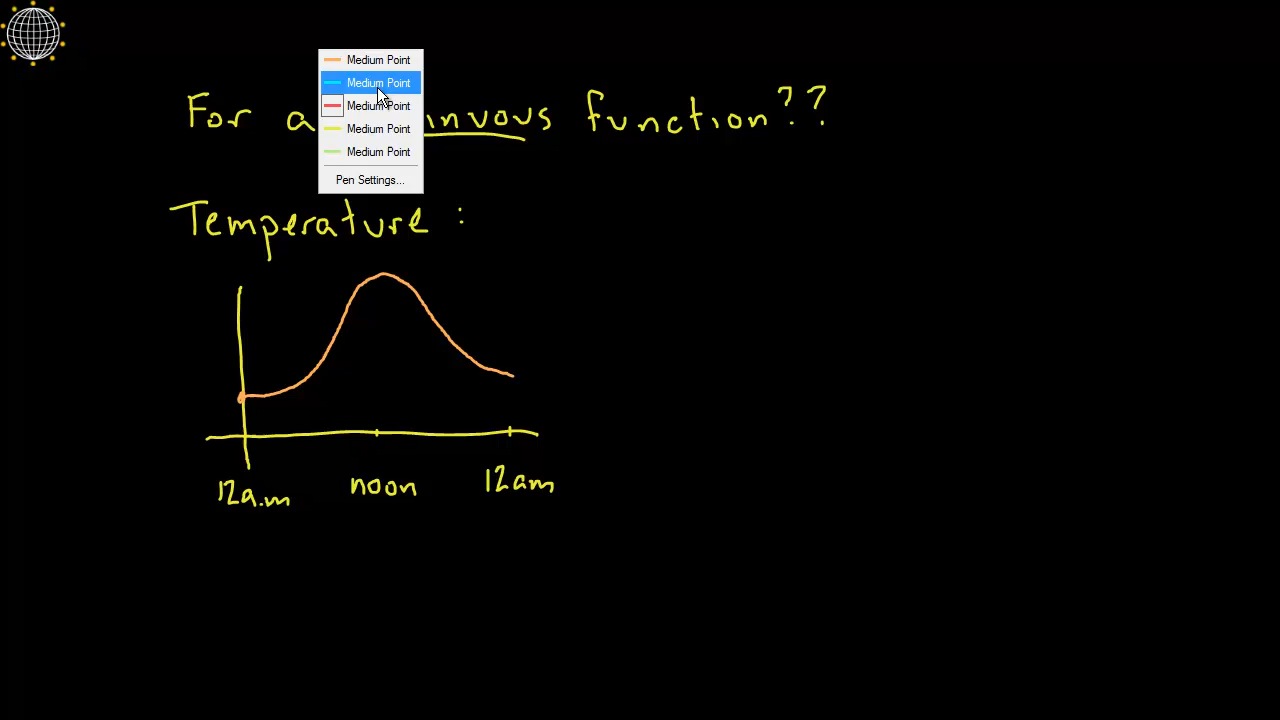 Medium Point
Medium Point
Medium Point
Medium Point
Medium Point
Pen Settings...
For a inuous function??
Temperature :
12a.m noon 12am